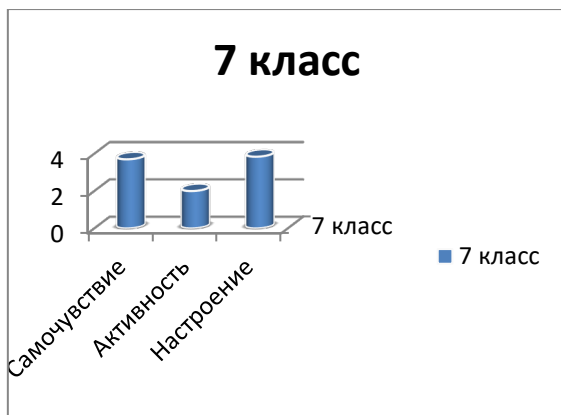 7 класс
4
2
0
7 класс
7 класс
Самочувствие
Активность
Настроение